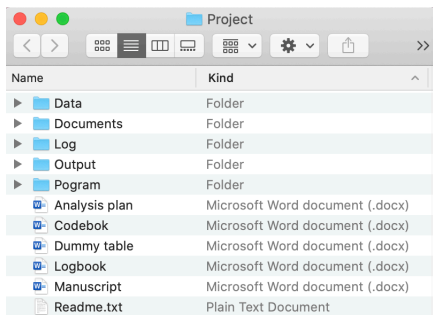 Project
Name Kind
Data Folder
Documents Folder
Log Folder
Output Folder
Pogram Folder
Analysis plan Microsoft Word document (.docx)
Codebok Microsoft Word document (.docx)
Dummy table Microsoft Word document (.docx)
Logbook Microsoft Word document (.docx)
Manuscript Microsoft Word document (.docx)
Readme.txt Plain Text Document